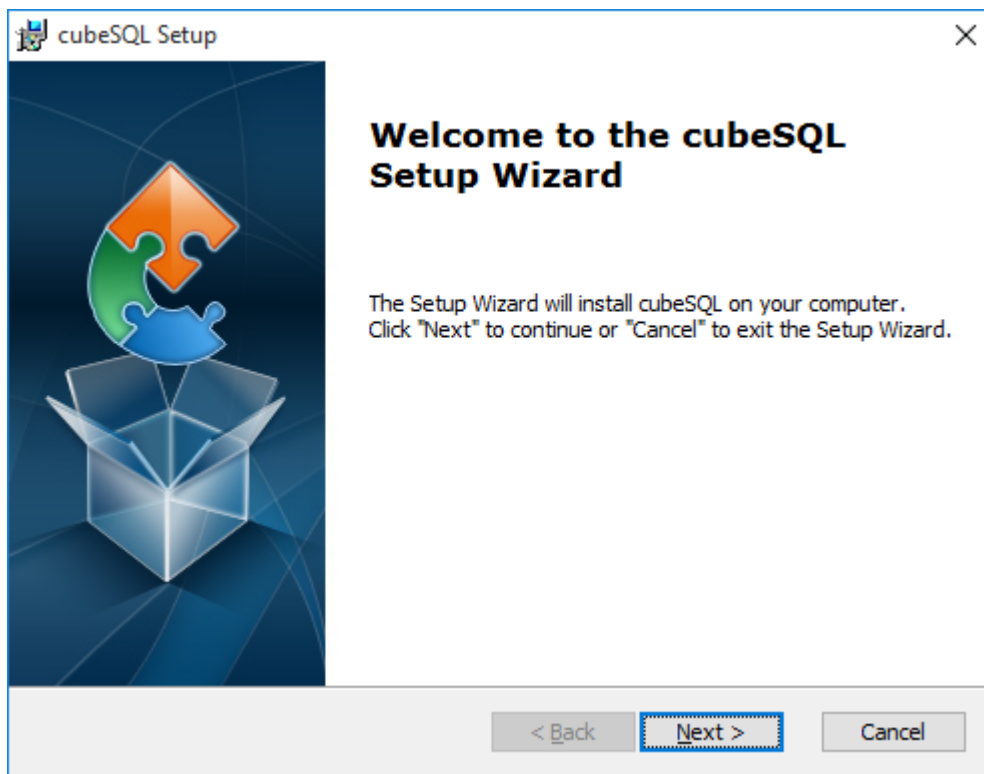 cubeSQL Setup
Welcome to the cubeSQL
Setup Wizard
The Setup Wizard will install cubeSQL on your computer.
Click "Next" to continue or "Cancel" to exit the Setup Wizard.
< Back
Next >
Cancel